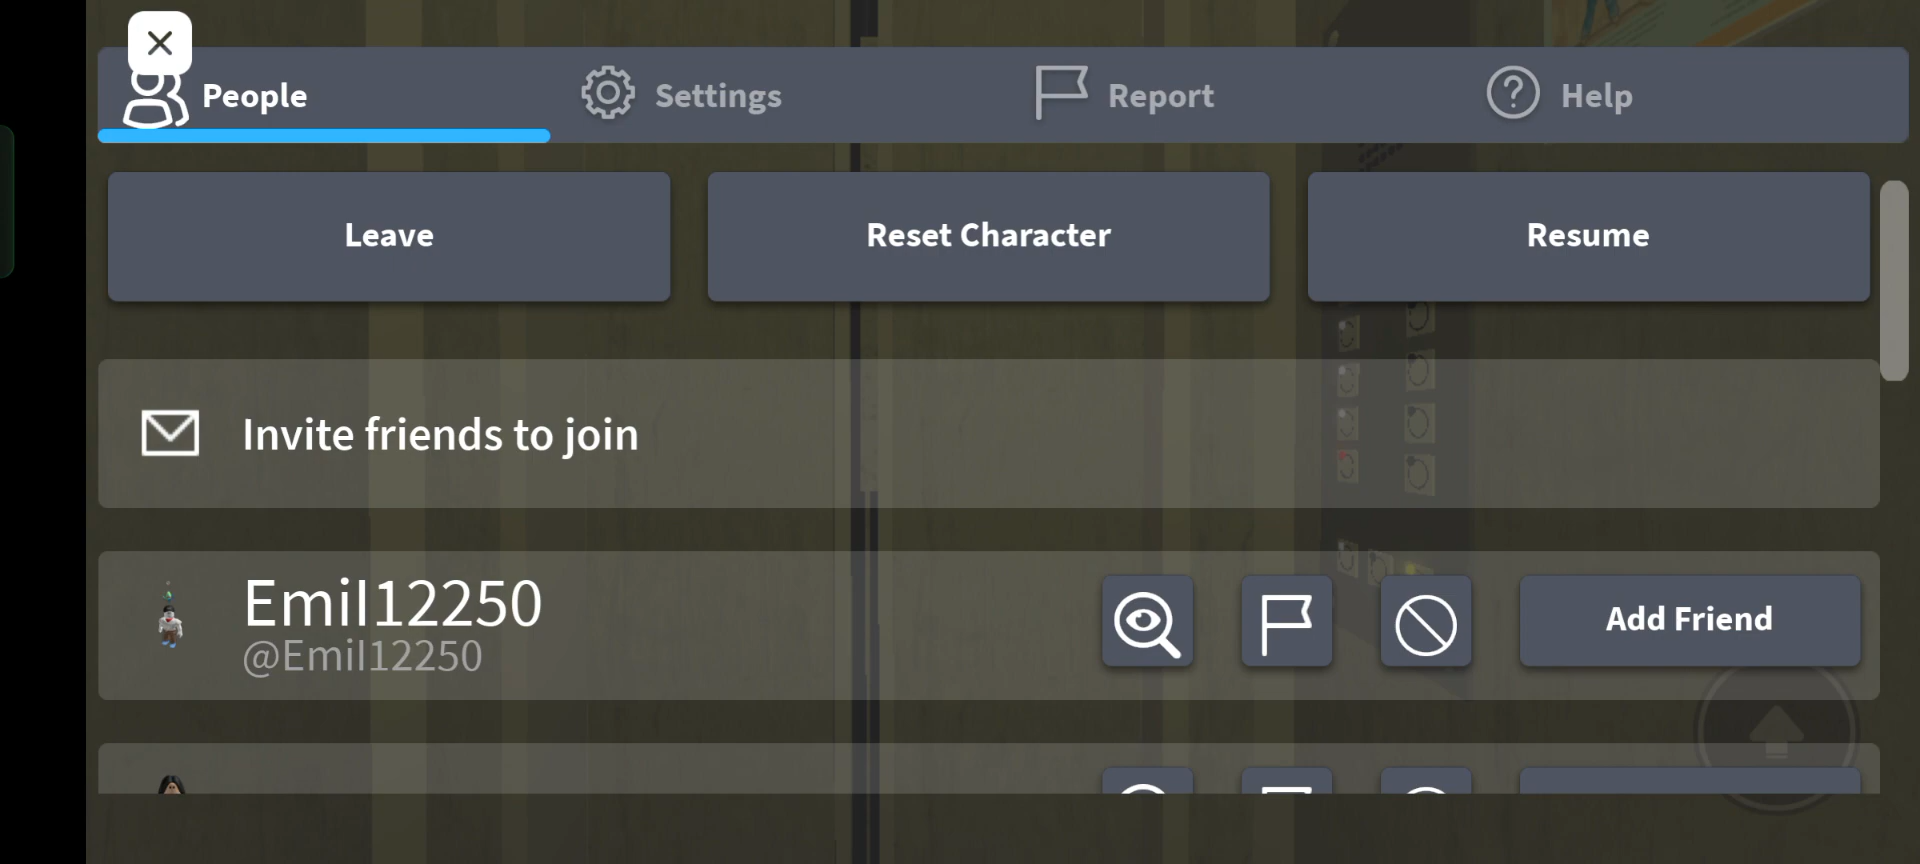 People
Settings
Report
Help
Leave
Reset Character
Resume
Invite friends to join
Emil12250
@Emil12250
Add Friend